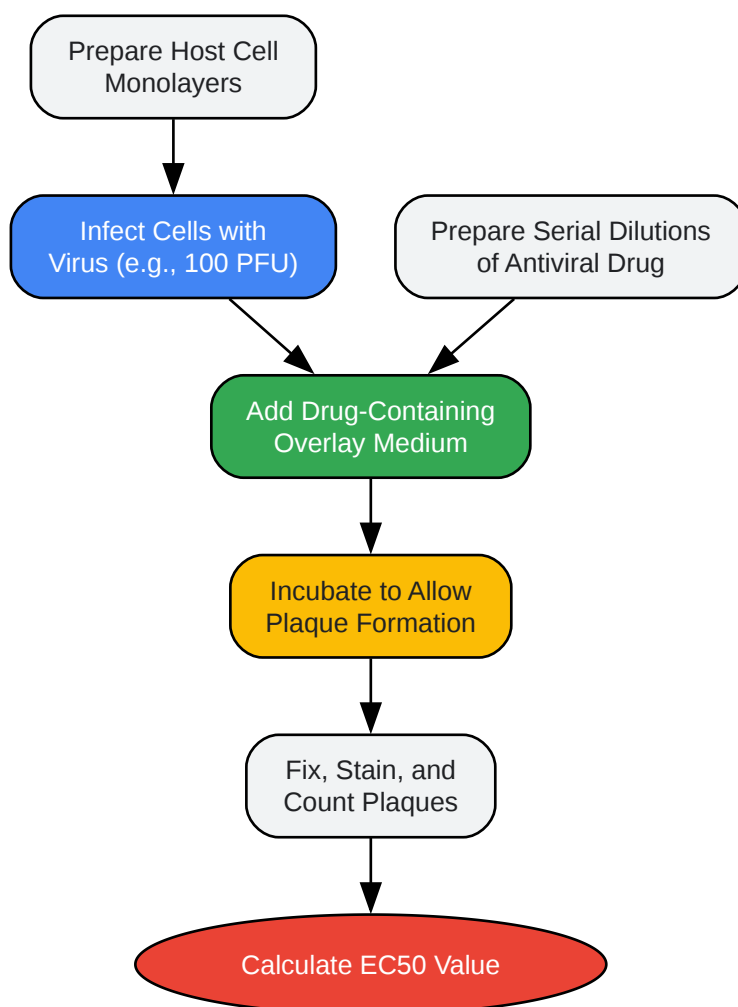 Prepare Host Cell
Monolayers
Infect Cells with
Virus (e.g., 100 PFU)
Prepare Serial Dilutions
of Antiviral Drug
Add Drug-Containing
Overlay Medium
Incubate to Allow
Plaque Formation
Fix, Stain, and
Count Plaques
Calculate EC50 Value